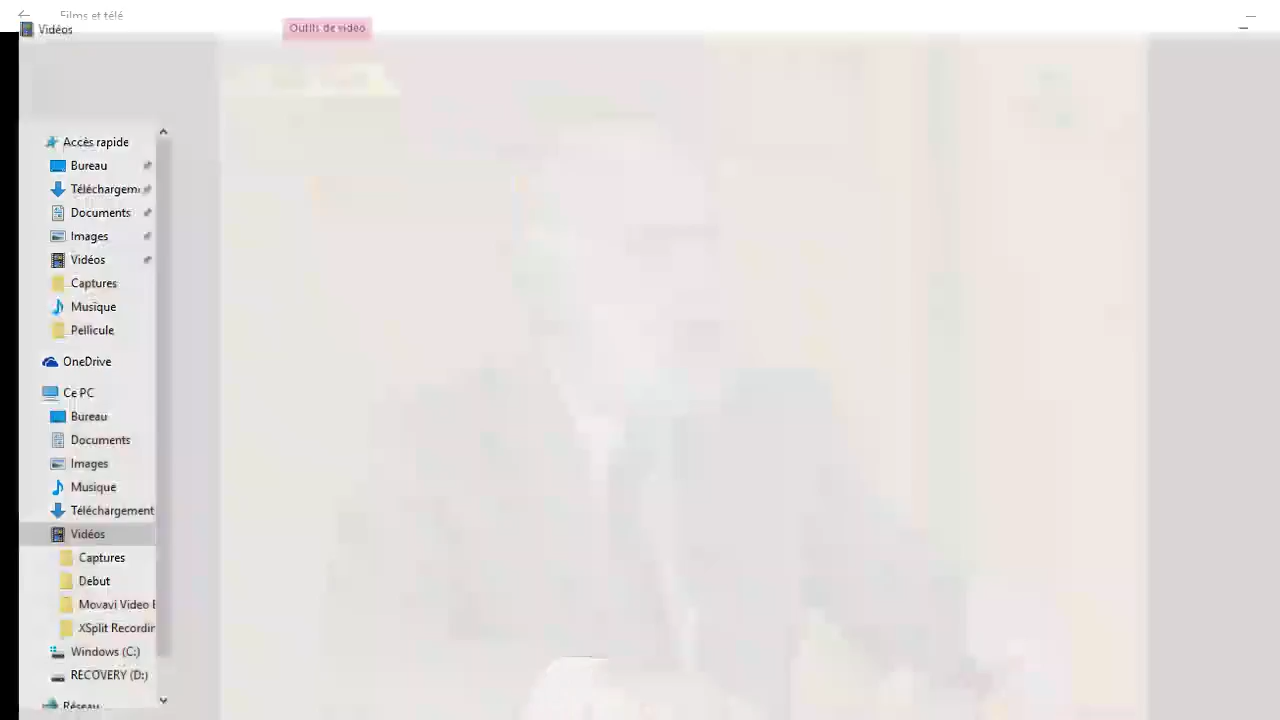 Films et télé
Vidéos
Outils de vidéo
Accès rapide
Bureau
Téléchargem
Documents
Images
Vidéos
Captures
Musique
Pellicule
OneDrive
Ce PC
Bureau
Documents
Images
Musique
Téléchargement
Vidéos
Captures
Debut
Movavi Video E
XSplit Recordin
Windows (C:)
RECOVERY (D:)
Réseau